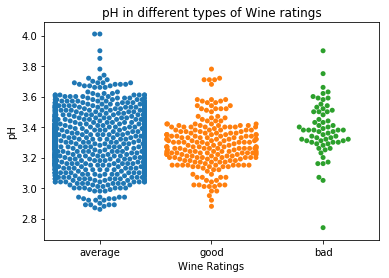 pH in different types of Wine ratings
4.0
3.8
3.6
3.4
3.2
3.0
2.8
pH
average good bad
Wine Ratings